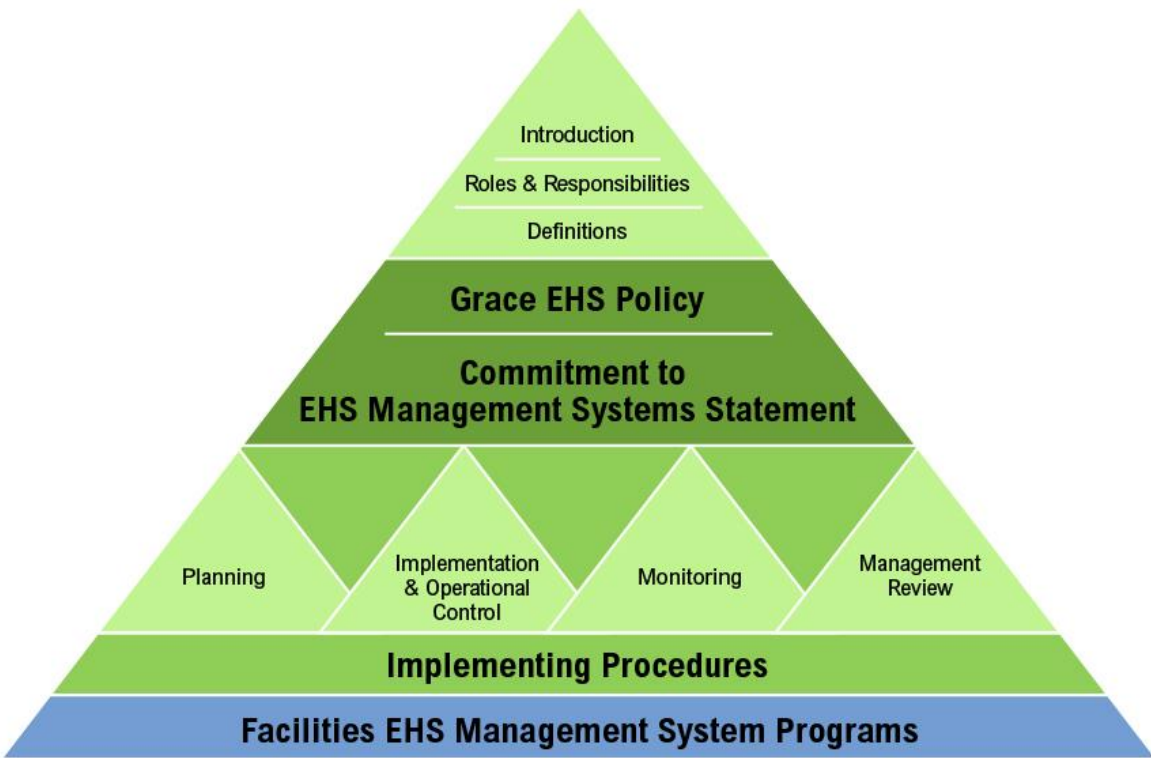 Introduction
Roles & Responsibilities
Definitions
Grace EHS Policy
Commitment to
EHS Management Systems Statement
Planning
Implementation
& Operational
Control
Monitoring
Management
Review
Implementing Procedures
Facilities EHS Management System Programs